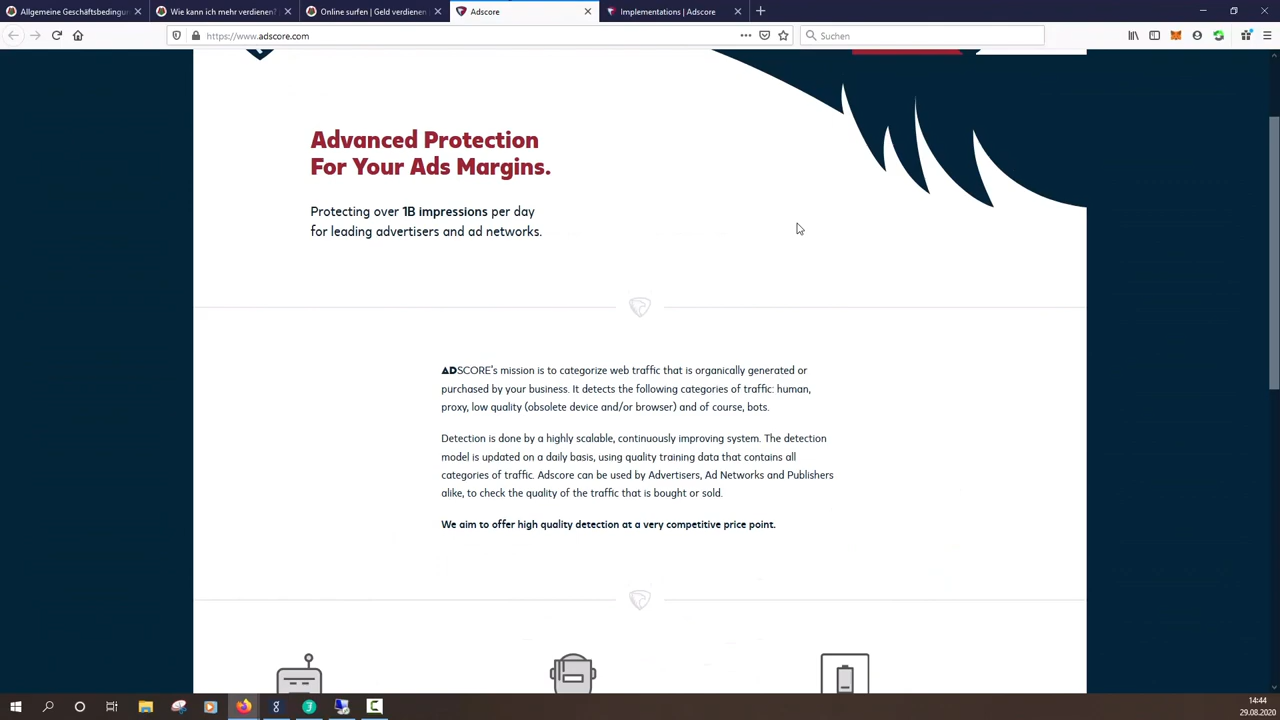 Allgemeine Geschäftsbedingu
Wie kann ich mehr verdienen?
Online surfen | Geld verdienen
Adscore
Implementations | Adscore
https://www.adscore.com
Suchen
Advanced Protection
For Your Ads Margins.
Protecting over 1B impressions per day
for leading advertisers and ad networks.
ADSCORE's mission is to categorize web traffic that is organically generated or
purchased by your business. It detects the following categories of traffic: human,
proxy, low quality (obsolete device and/or browser) and of course, bots.
Detection is done by a highly scalable, continuously improving system. The detection
model is updated on a daily basis, using quality training data that contains all
categories of traffic. Adscore can be used by Advertisers, Ad Networks and Publishers
alike, to check the quality of the traffic that is bought or sold.
We aim to offer high quality detection at a very competitive price point.
14:44
29.08.2020